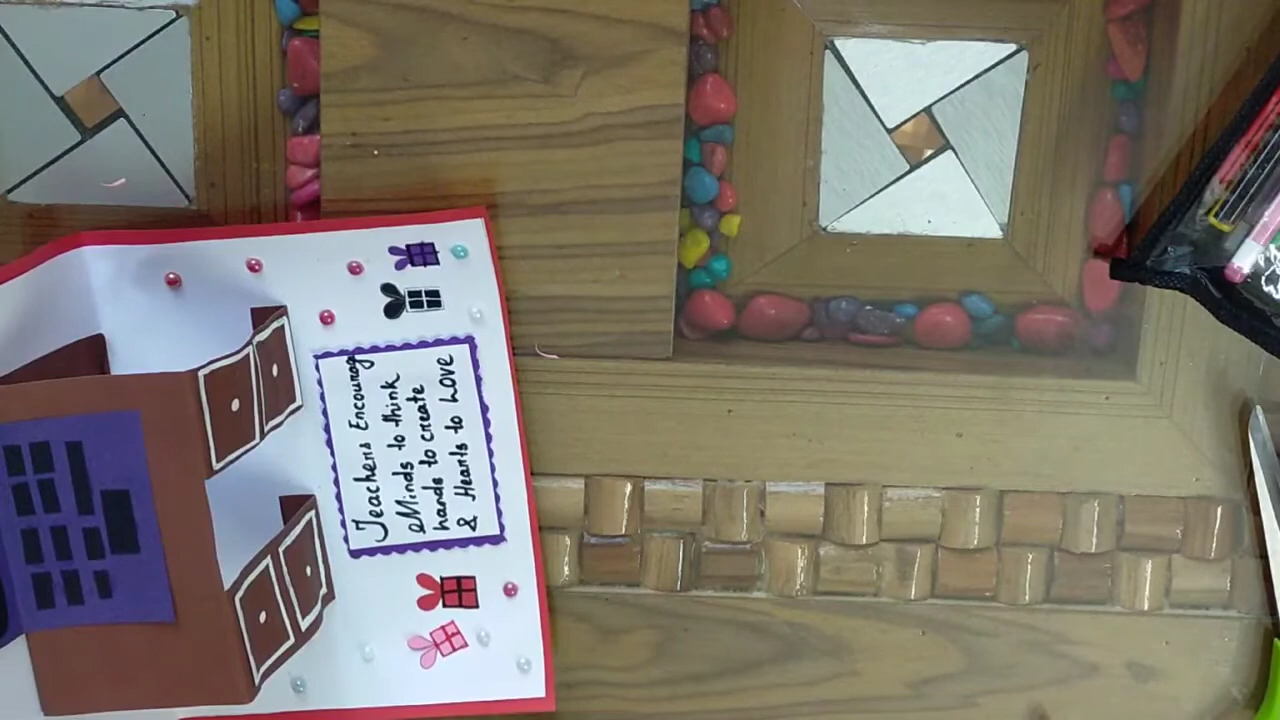 Teachers Encourag
Minds to think
hands to create
& Hearts to Love